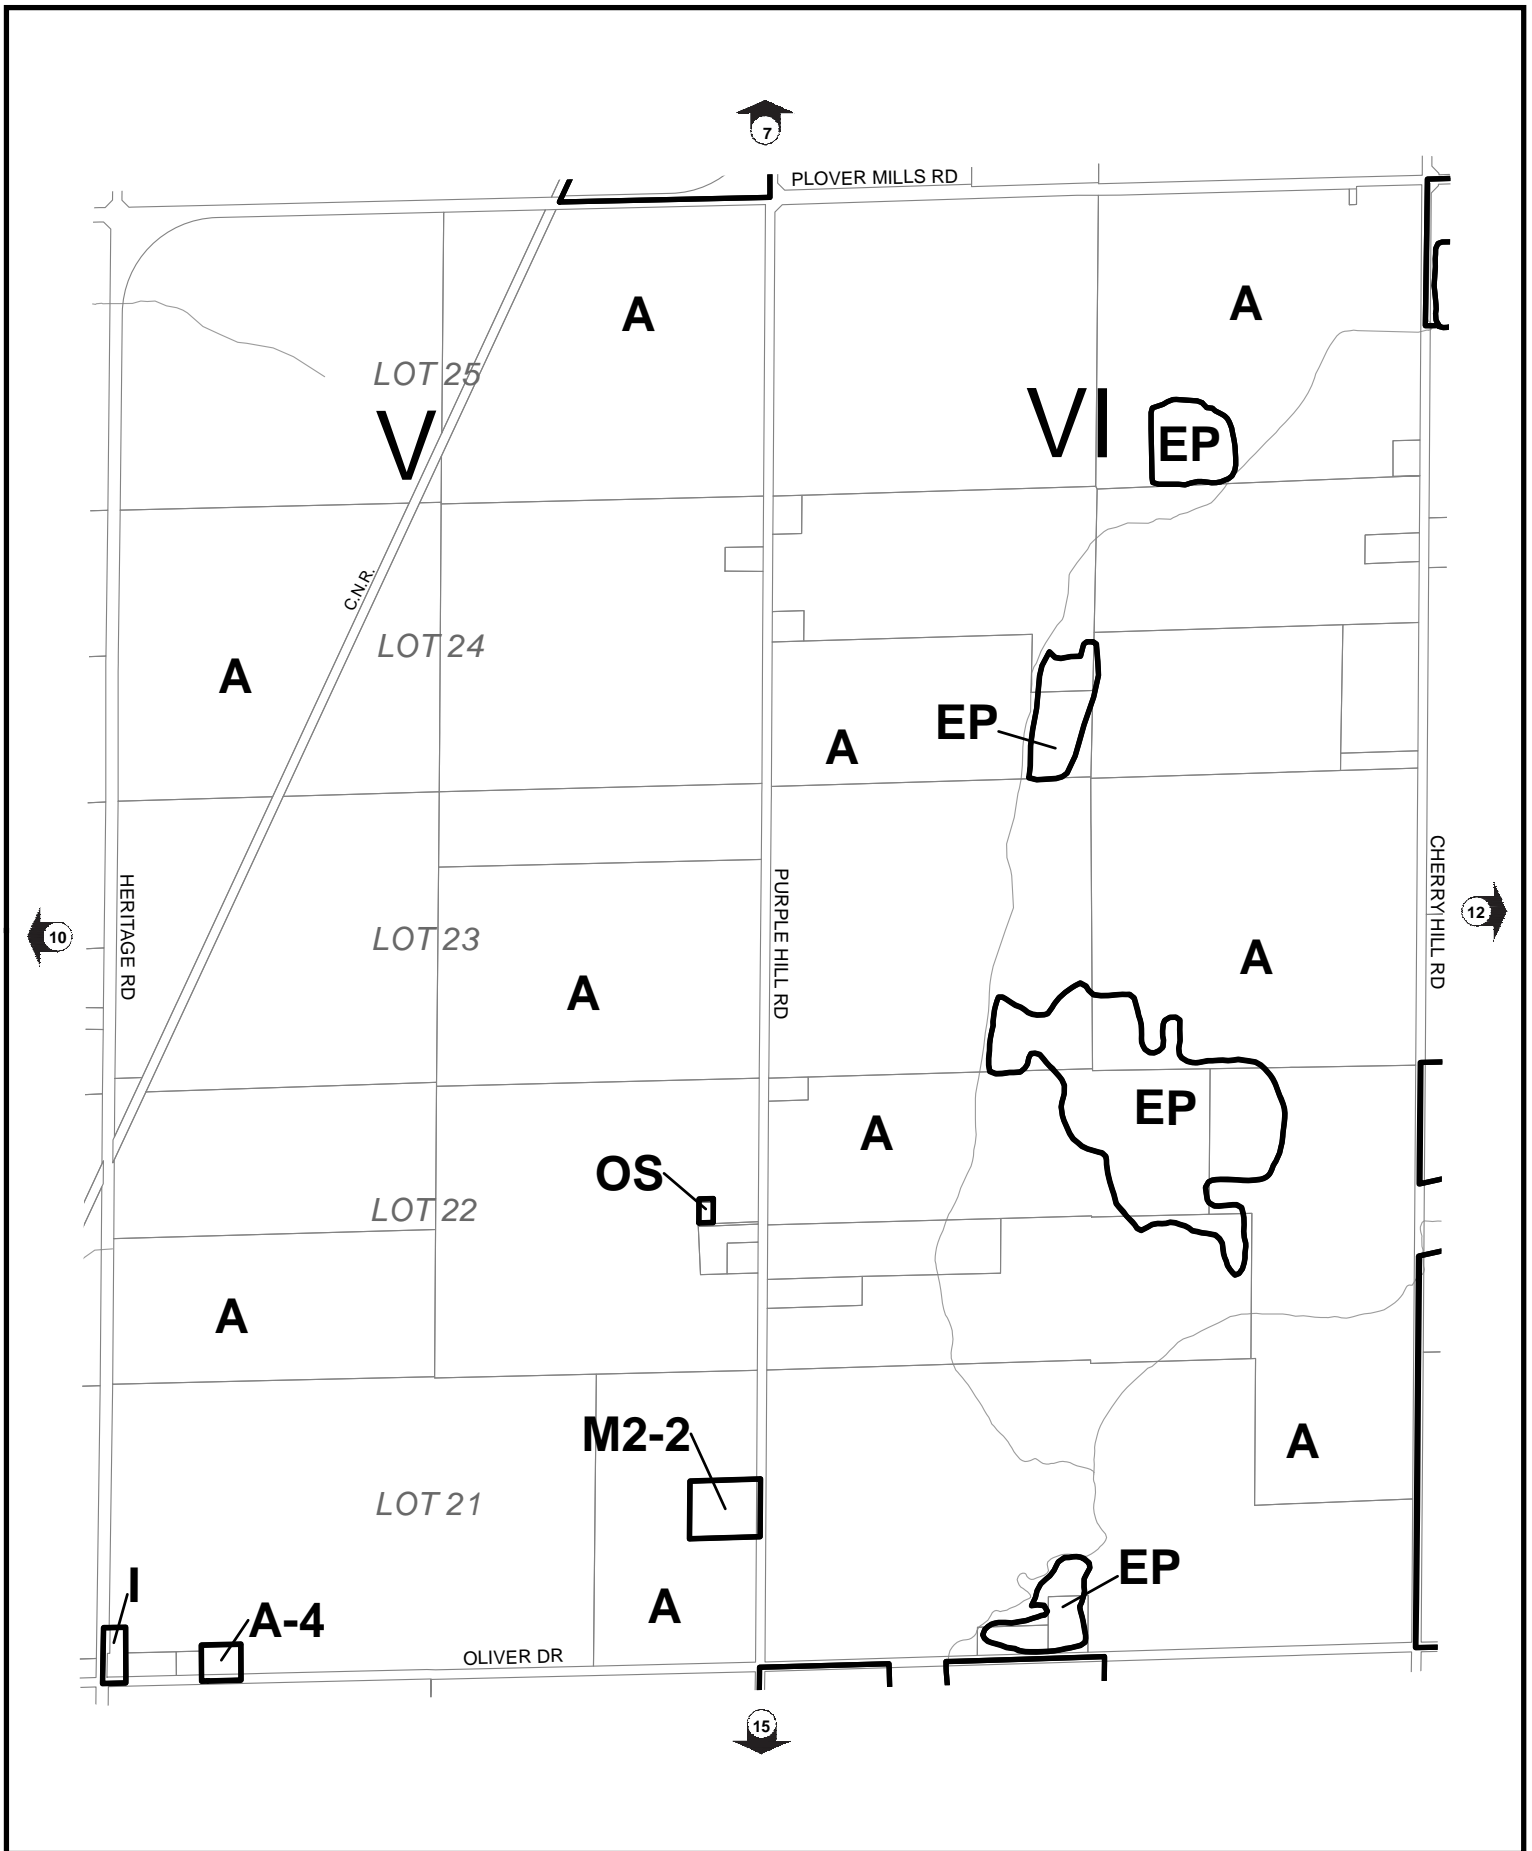 7
PLOVER MILLS RD
A
A
LOT 25
V
VI
EP
C.N.R.
LOT 24
A
EP
A
HERITAGE RD
PURPLE HILL RD
CHERRY HILL RD
10
12
LOT 23
A
A
EP
A
OS
LOT 22
A
M2-2
A
LOT 21
EP
I
A
A-4
OLIVER DR
15